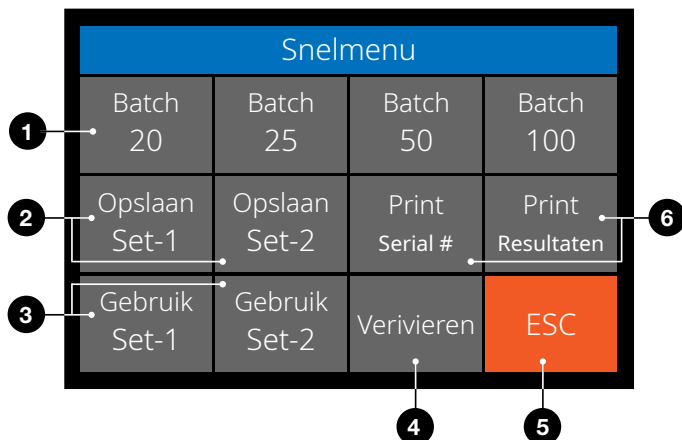 Snelmenu
Batch
20
Batch
25
Batch
50
Batch
100
1
Opslaan
Set-1
Opslaan
Set-2
Print
Serial #
Print
Resultaten
2
6
Gebruik
Set-1
Gebruik
Set-2
Verivieren
ESC
3
4
5